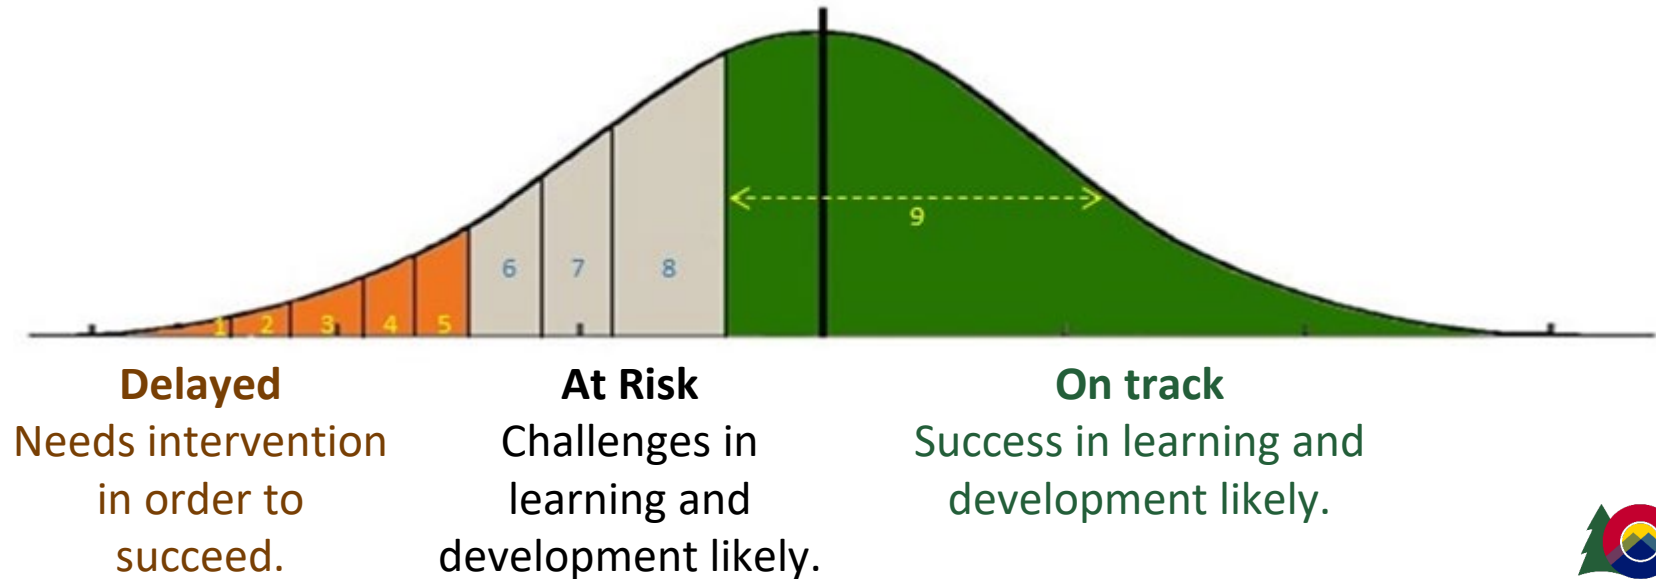 9
6 7 8
1 2 3 4 5
Delayed
Needs intervention
in order to
succeed.
At Risk
Challenges in
learning and
development likely.
On track
Success in learning and
development likely.